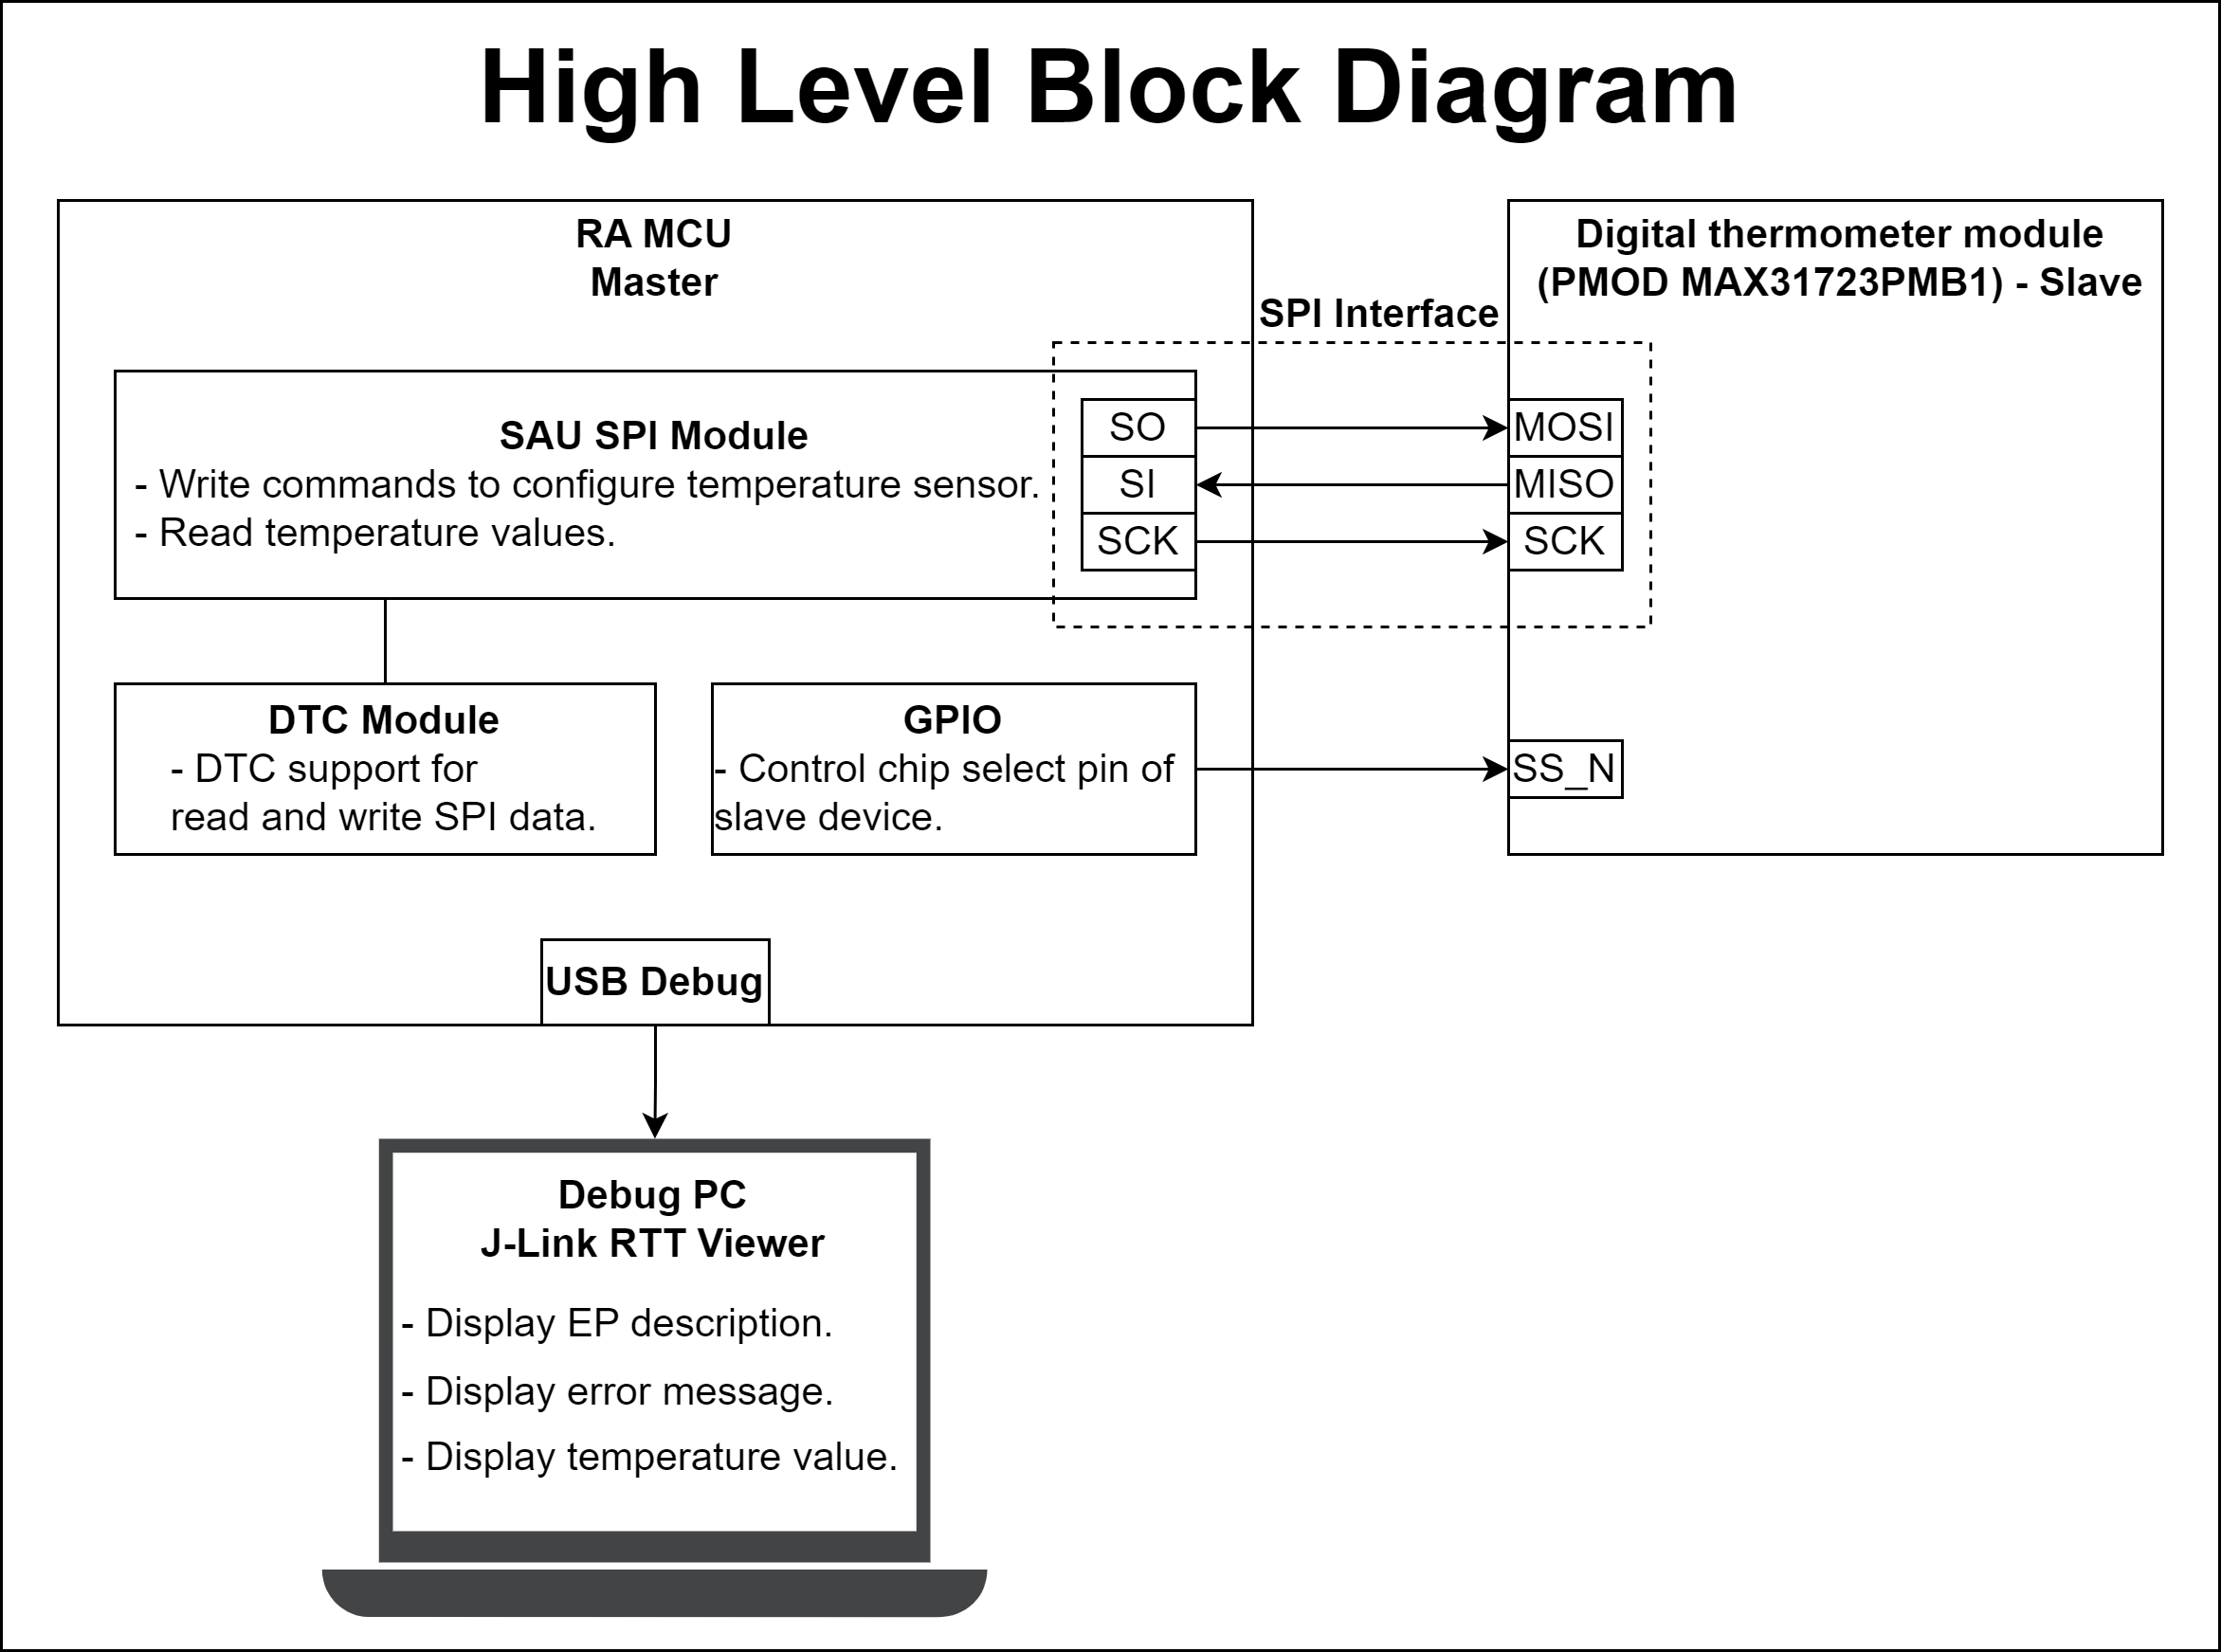 High Level Block Diagram
RA MCU
Master
Digital thermometer module
(PMOD MAX31723PMB1) - Slave
SPI Interface
SAU SPI Module
- Write commands to configure temperature sensor.
- Read temperature values.
SO
SI
SCK
MOSI
MISO
SCK
DTC Module
- DTC support for
read and write SPI data.
GPIO
- Control chip select pin of
slave device.
SS_N
USB Debug
Debug PC
J-Link RTT Viewer
- Display EP description.
- Display error message.
- Display temperature value.